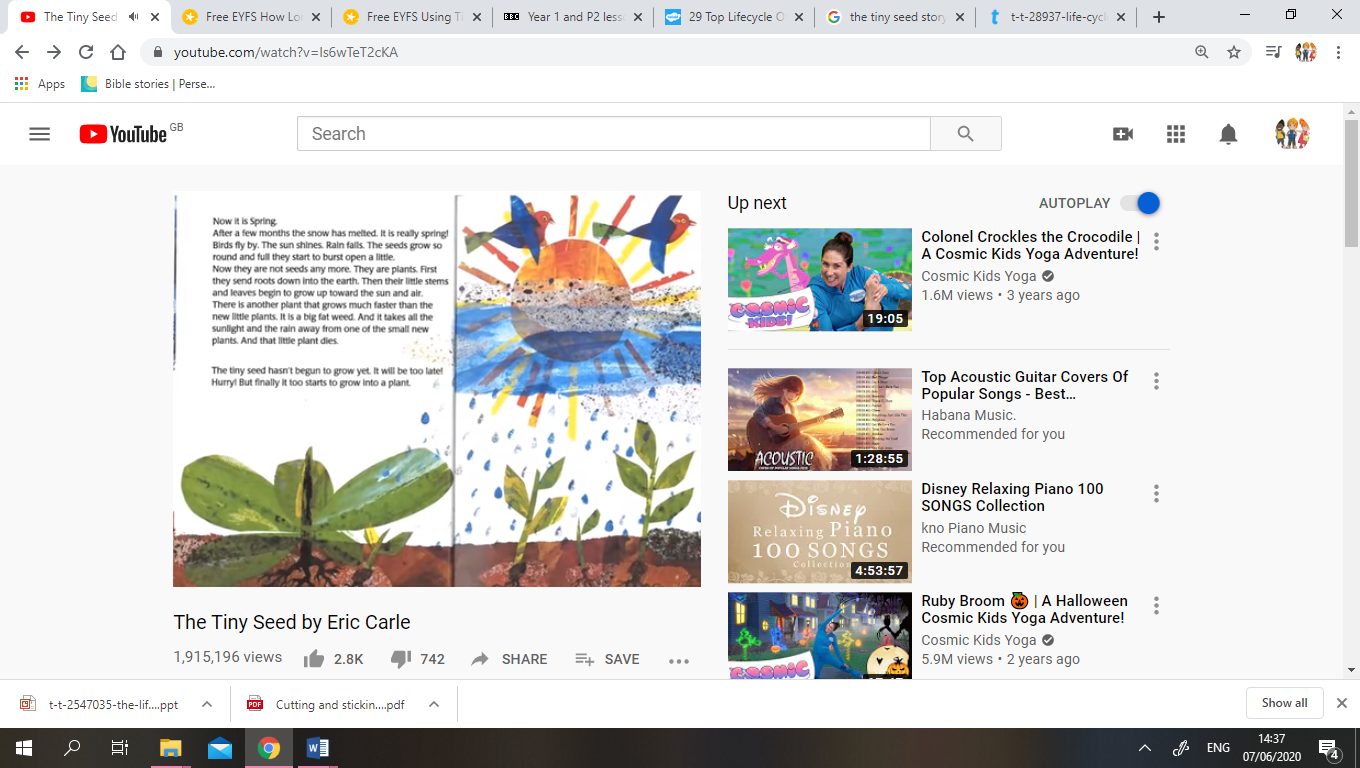 The Tiny Seed
Free EYFS How Lo
Free EYFS Using Ti
BBC Year 1 and P2 less
29 Top Lifecycle O
the tiny seed story
t-t-28937-life-cycl
youtube.com/watch?v=ls6wTeT2cKA
Apps
Bible stories | Perse...
YouTube GB
Search
Now it is Spring.
After a few months the snow has melted. It is really spring!
Birds fly by. The sun shines. Rain falls. The seeds grow so
round and full they start to burst open a little.
Now they are not seeds any more. They are plants. First
they send roots down into the earth. Then their little stems
and leaves begin to grow up toward the sun and air.
There is another plant that grows much faster than the
new little plants. It is a big fat weed. And it takes all the
sunlight and the rain away from one of the small new
plants. And that little plant dies.
The tiny seed hasn't begun to grow yet. It will be too late!
Hurry! But finally it too starts to grow into a plant.
The Tiny Seed by Eric Carle
1,915,196 views
2.8K
742
SHARE
SAVE
Up next
AUTOPLAY
COSMIC
KIDS!
19:05
Colonel Crockles the Crocodile |
A Cosmic Kids Yoga Adventure!
Cosmic Kids Yoga
1.6M views • 3 years ago
ACOUSTIC
1:28:55
Top Acoustic Guitar Covers Of
Popular Songs - Best...
Habana Music.
Recommended for you
Disney
Relaxing Piano
100 SONGS
Collection
4:53:57
Disney Relaxing Piano 100
SONGS Collection
kno Piano Music
Recommended for you
COSMIC
Ruby Broom 🎃 | A Halloween
Cosmic Kids Yoga Adventure!
Cosmic Kids Yoga
5.9M views • 2 years ago
t-t-2547035-the-lif....ppt
PDF
Cutting and stickin....pdf
Show all
ENG
14:37
07/06/2020
4